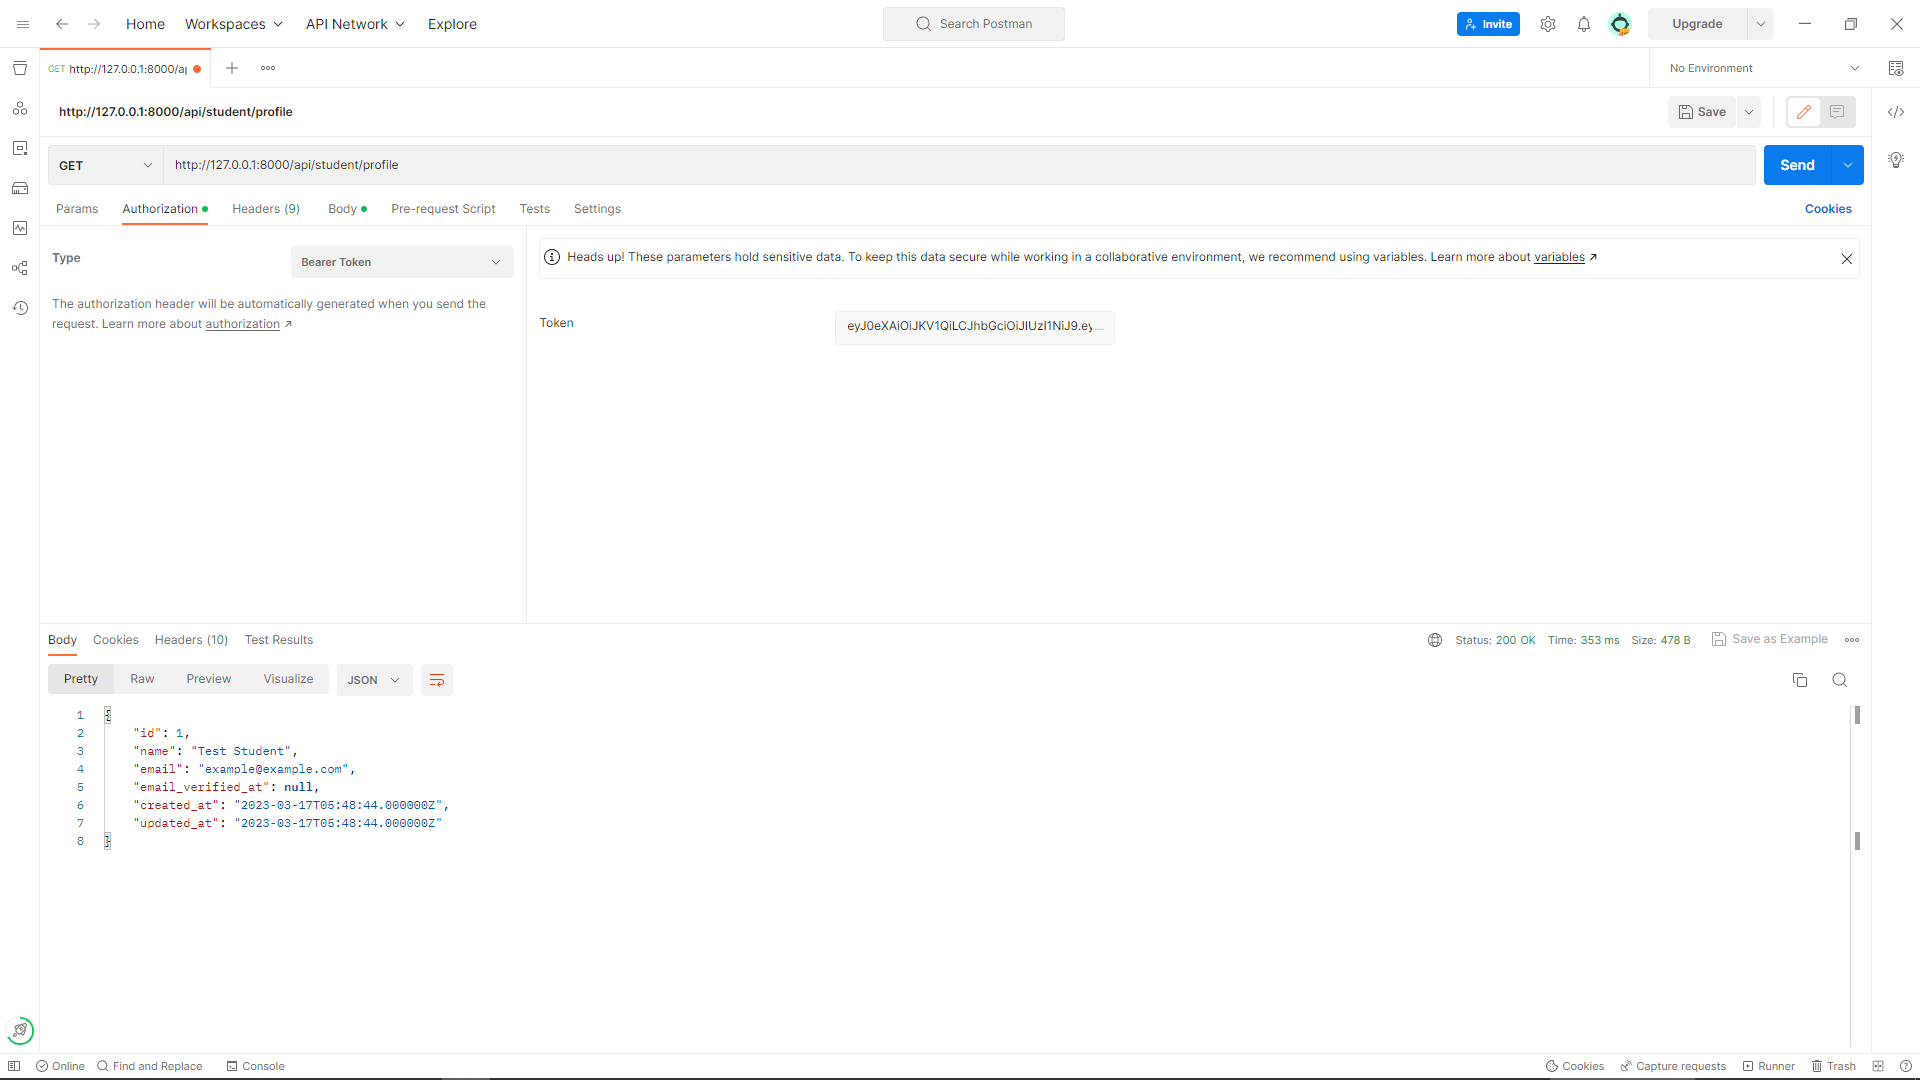 Home Workspaces API Network Explore Search Postman Invite Upgrade
GET http://127.0.0.1:8000/ap No Environment
http://127.0.0.1:8000/api/student/profile Save
GET http://127.0.0.1:8000/api/student/profile Send
Params Authorization Headers (9) Body Pre-request Script Tests Settings Cookies
Type Bearer Token
The authorization header will be automatically generated when you send the
request. Learn more about authorization ↗
Heads up! These parameters hold sensitive data. To keep this data secure while working in a collaborative environment, we recommend using variables. Learn more about variables ↗
Token eyJ0eXAiOiJKV1QiLCJhbGciOiJIUzI1NiJ9.ey...
Body Cookies Headers (10) Test Results Status: 200 OK Time: 353 ms Size: 478 B Save as Example
Pretty Raw Preview Visualize JSON
1 {
2 "id": 1,
3 "name": "Test Student",
4 "email": "example@example.com",
5 "email_verified_at": null,
6 "created_at": "2023-03-17T05:48:44.000000Z",
7 "updated_at": "2023-03-17T05:48:44.000000Z"
8 }
Online Find and Replace Console Cookies Capture requests Runner Trash